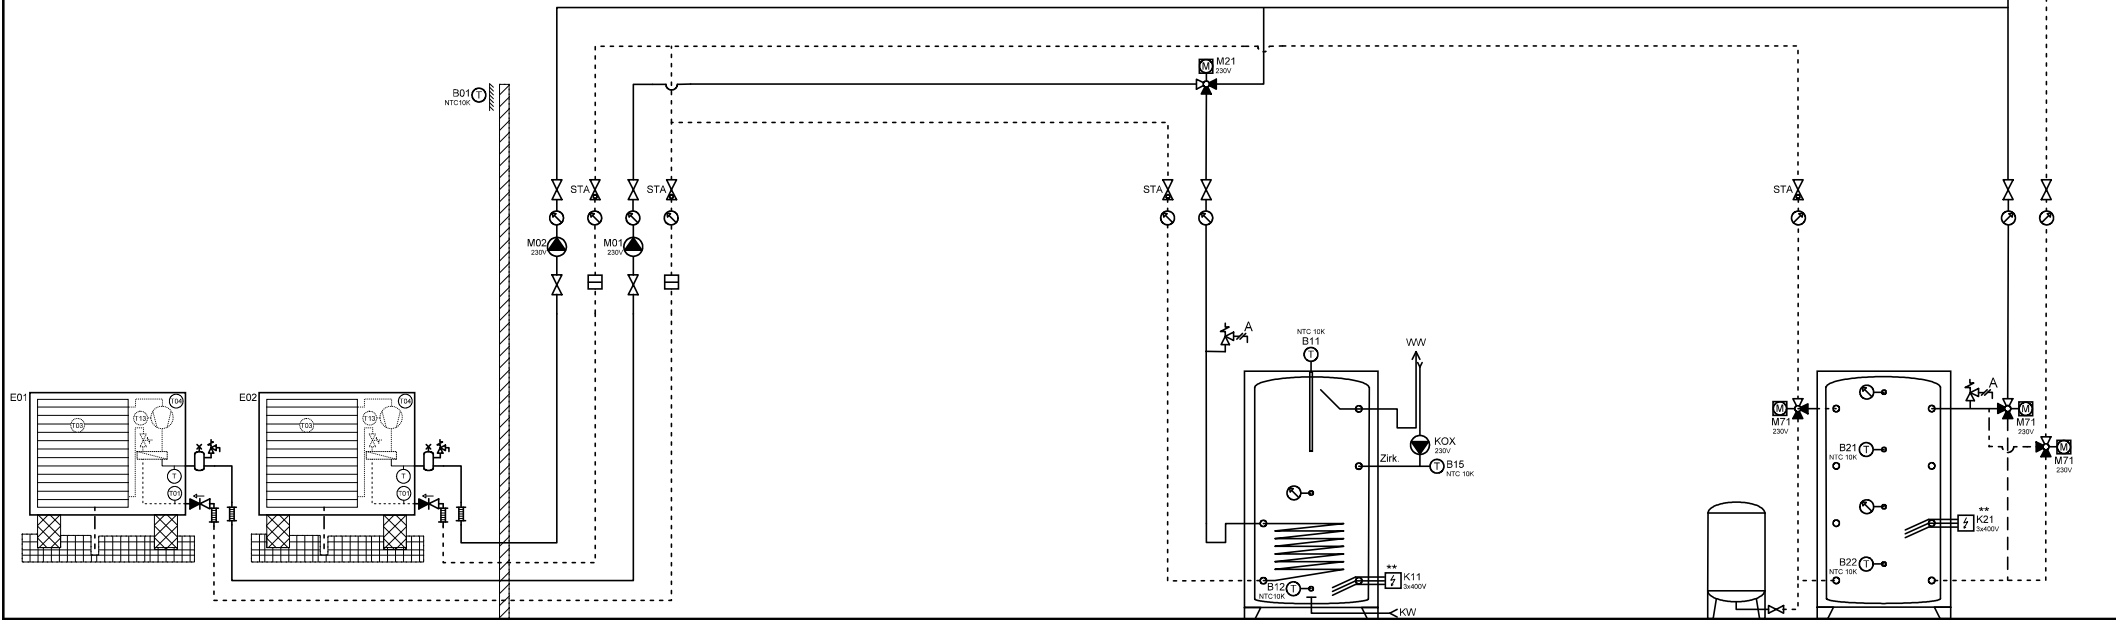 M
M21
230V
B01
T
NTC10K
STA
STA
STA
STA
M02
230V
M01
230V
A
NTC 10K
B11
T
WW
E01
T04
T13
T03
T
T01
E02
T04
T13
T03
T
T01
KOX
230V
Zirk.
T
B15
NTC 10K
B12
T
NTC10K
**
K11
3x400V
KW
M
M71
230V
A
M
M71
230V
M
M71
230V
B21
T
NTC 10K
**
K21
3x400V
B22
T
NTC 10K